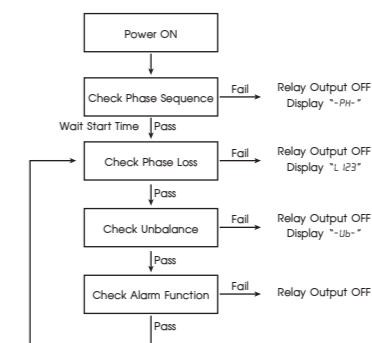 Power ON
Check Phase Sequence
Fail
Relay Output OFF
Display "-PH-"
Wait Start Time
Pass
Check Phase Loss
Fail
Relay Output OFF
Display "L 123"
Pass
Check Unbalance
Fail
Relay Output OFF
Display "-Ub-"
Pass
Check Alarm Function
Fail
Relay Output OFF
Pass